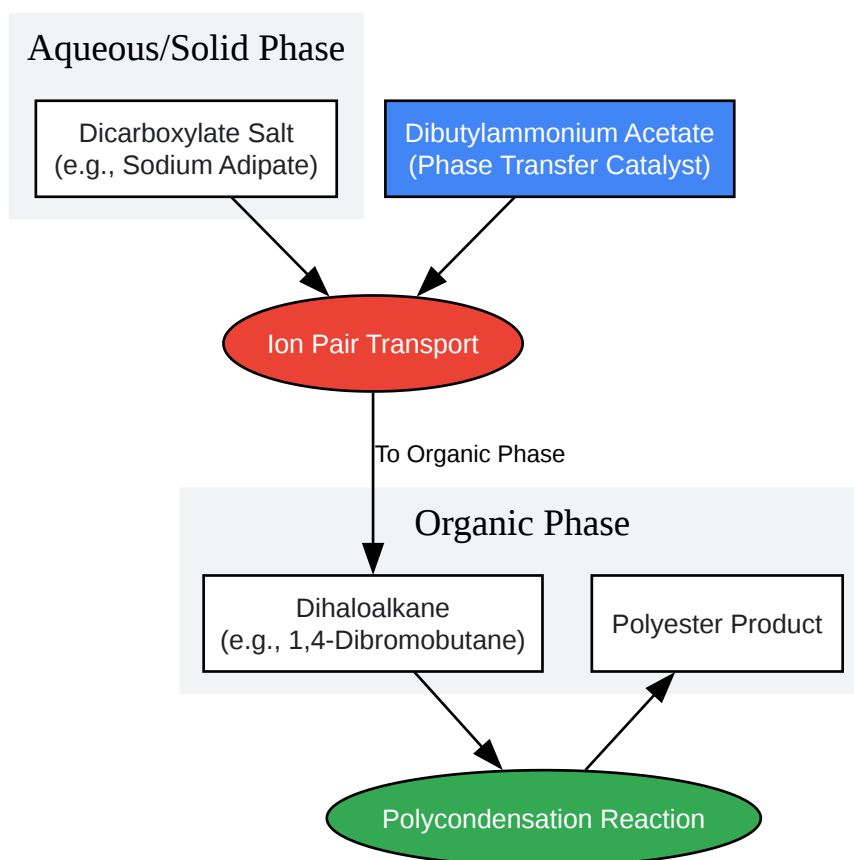 Aqueous/Solid Phase
Dicarboxylate Salt
(e.g., Sodium Adipate)
Dibutylammonium Acetate
(Phase Transfer Catalyst)
Ion Pair Transport
To Organic Phase
Organic Phase
Dihaloalkane
(e.g., 1,4-Dibromobutane)
Polyester Product
Polycondensation Reaction